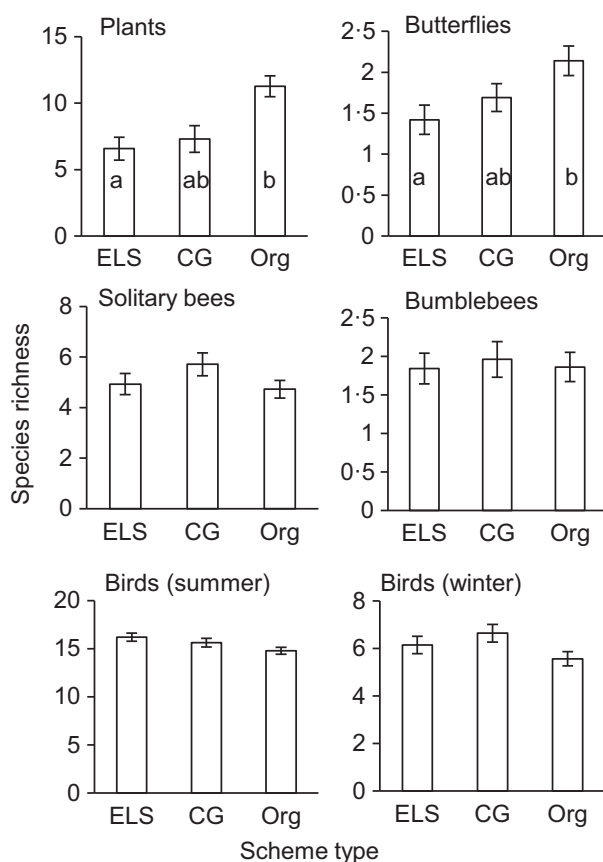 Plants
15
10
5
0
a
ab
b
ELS
CG
Org
Butterflies
2·5
2
1·5
1
0·5
0
a
ab
b
ELS
CG
Org
Species richness
Solitary bees
8
6
4
2
0
ELS
CG
Org
Bumblebees
2·5
2
1·5
1
0·5
0
ELS
CG
Org
Birds (summer)
20
15
10
5
0
ELS
CG
Org
Birds (winter)
8
6
4
2
0
ELS
CG
Org
Scheme type